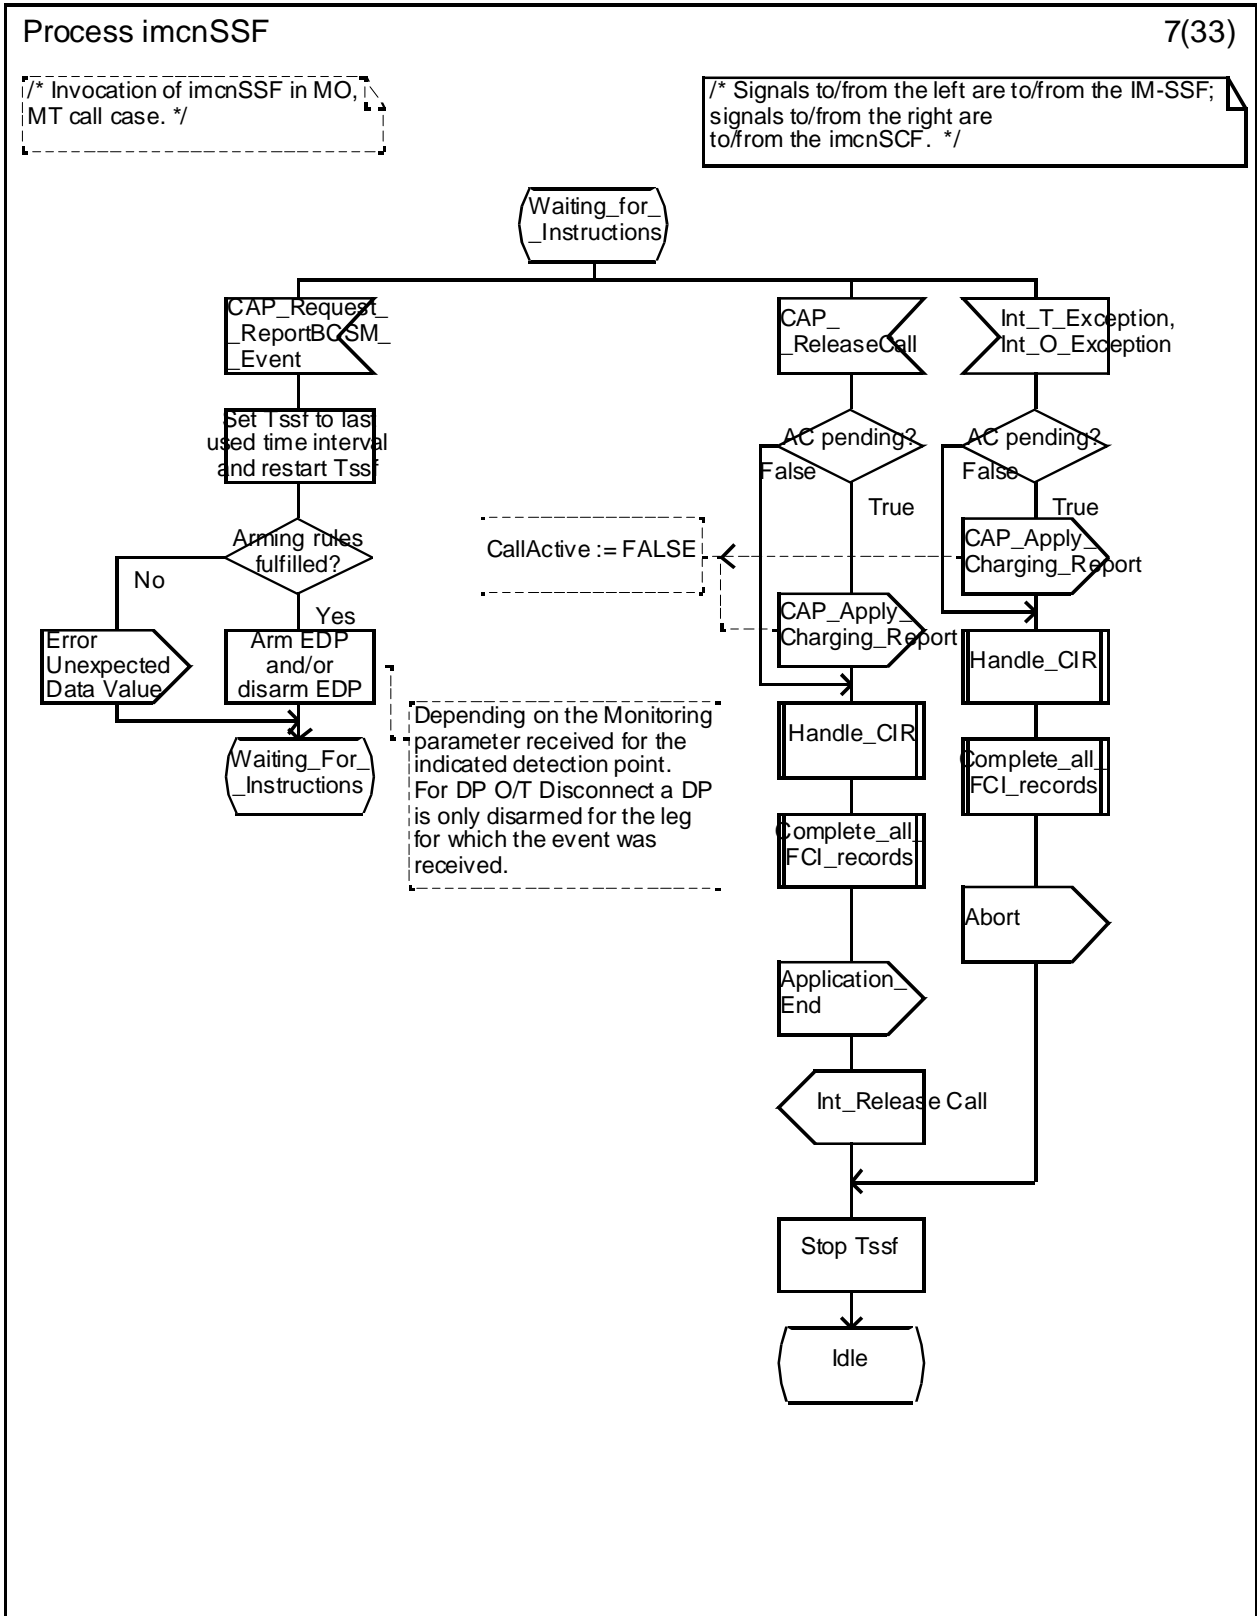 Process imcnSSF
7(33)
/* Invocation of imcnSSF in MO,
MT call case. */
/* Signals to/from the left are to/from the IM-SSF;
signals to/from the right are
to/from the imcnSCF. */
Waiting_for_
_Instructions
CAP_Request_
_ReportBCSM_
_Event
CAP_
_ReleaseCall
Int_T_Exception,
Int_O_Exception
Set Tssf to last
used time interval
and restart Tssf
AC pending?
False
True
AC pending?
False
True
Arming rules
fulfilled?
No
Yes
CallActive := FALSE
CAP_Apply_
Charging_Report
CAP_Apply_
Charging_Report
Error
Unexpected
Data Value
Arm EDP
and/or
disarm EDP
Handle_CIR
Depending on the Monitoring
parameter received for the
indicated detection point.
For DP O/T Disconnect a DP
is only disarmed for the leg
for which the event was
received.
Handle_CIR
Waiting_For_
_Instructions
Complete_all_
FCI_records
Complete_all_
FCI_records
Abort
Application_
End
Int_Release Call
Stop Tssf
Idle